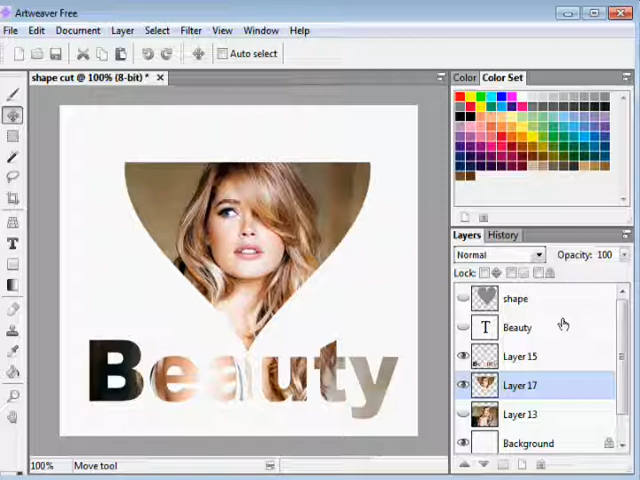 Artweaver Free
File Edit Document Layer Select Filter View Window Help
Auto select
shape cut @ 100% (8-bit) *
Color Color Set
Beauty
Layers History
Normal Opacity: 100
Lock:
shape
T Beauty
Layer 15
Layer 17
Layer 13
Background
100% Move tool